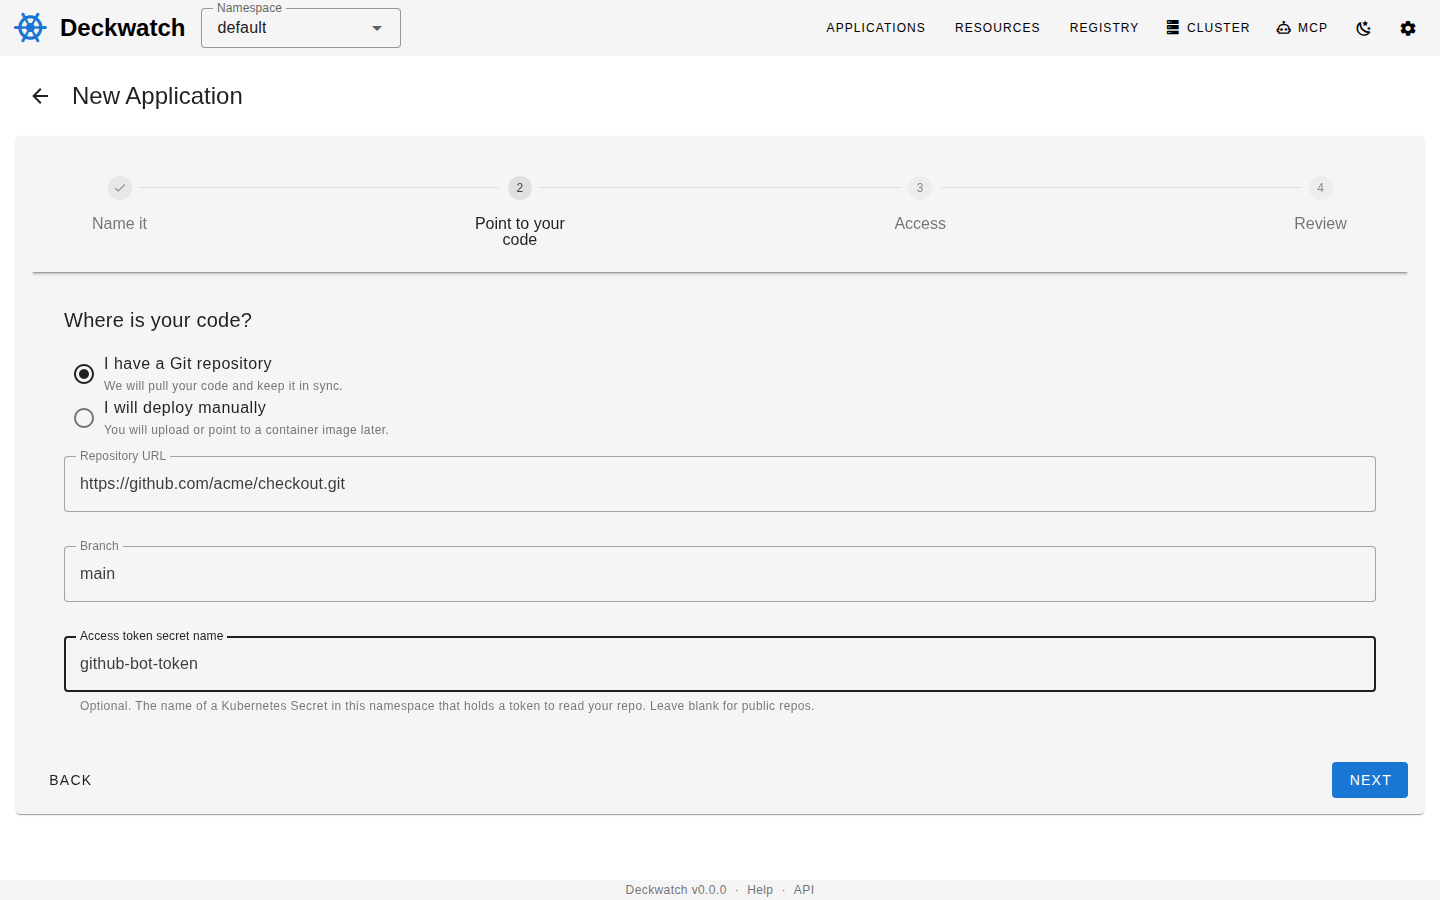 Deckwatch
Namespace
default
APPLICATIONS
RESOURCES
REGISTRY
CLUSTER
MCP
New Application
2
3
4
Name it
Point to your
code
Access
Review
Where is your code?
I have a Git repository
We will pull your code and keep it in sync.
I will deploy manually
You will upload or point to a container image later.
Repository URL
https://github.com/acme/checkout.git
Branch
main
Access token secret name
github-bot-token
Optional. The name of a Kubernetes Secret in this namespace that holds a token to read your repo. Leave blank for public repos.
BACK
NEXT
Deckwatch v0.0.0 · Help · API